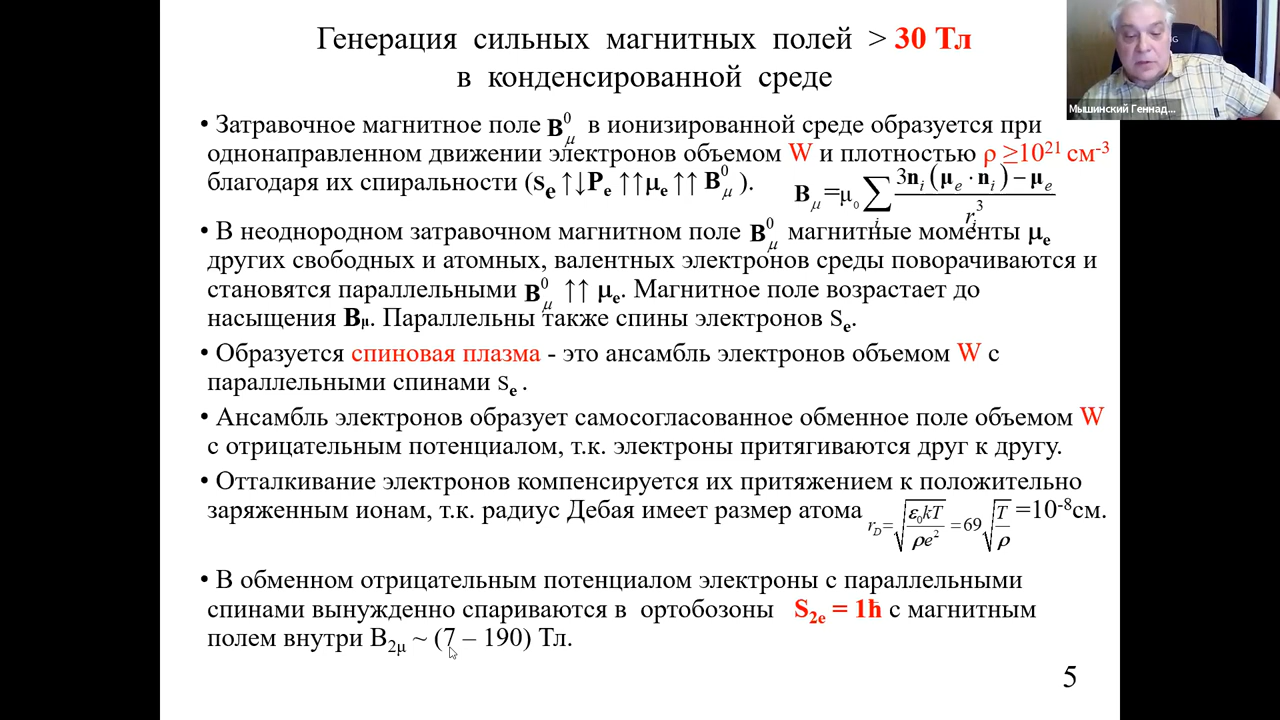 Генерация сильных магнитных полей > 30 Тл
в конденсированной среде
Мышинский Геннад...
• Затравочное магнитное поле B⁰μ в ионизированной среде образуется при
однонаправленном движении электронов объемом W и плотностью ρ ≥10²¹ см⁻³
благодаря их спиральности (sₑ ↑↓Pₑ ↑↑μₑ ↑↑ B⁰μ ). Bμ = μ₀ ∑ᵢ (3nᵢ(μₑ · nᵢ) − μₑ) / rᵢ³
• В неоднородном затравочном магнитном поле B⁰μ магнитные моменты μₑ
других свободных и атомных, валентных электронов среды поворачиваются и
становятся параллельными B⁰μ ↑↑ μₑ. Магнитное поле возрастает до
насыщения Bμ. Параллельны также спины электронов sₑ.
• Образуется спиновая плазма - это ансамбль электронов объемом W с
параллельными спинами sₑ .
• Ансамбль электронов образует самосогласованное обменное поле объемом W
с отрицательным потенциалом, т.к. электроны притягиваются друг к другу.
• Отталкивание электронов компенсируется их притяжением к положительно
заряженным ионам, т.к. радиус Дебая имеет размер атома r_D = √(ε₀kT / ρe²) = 69 √(T / ρ) =10⁻⁸см.
• В обменном отрицательным потенциалом электроны с параллельными
спинами вынужденно спариваются в ортобозоны S₂ₑ = 1ħ с магнитным
полем внутри B₂μ ~ (7 – 190) Тл.
5